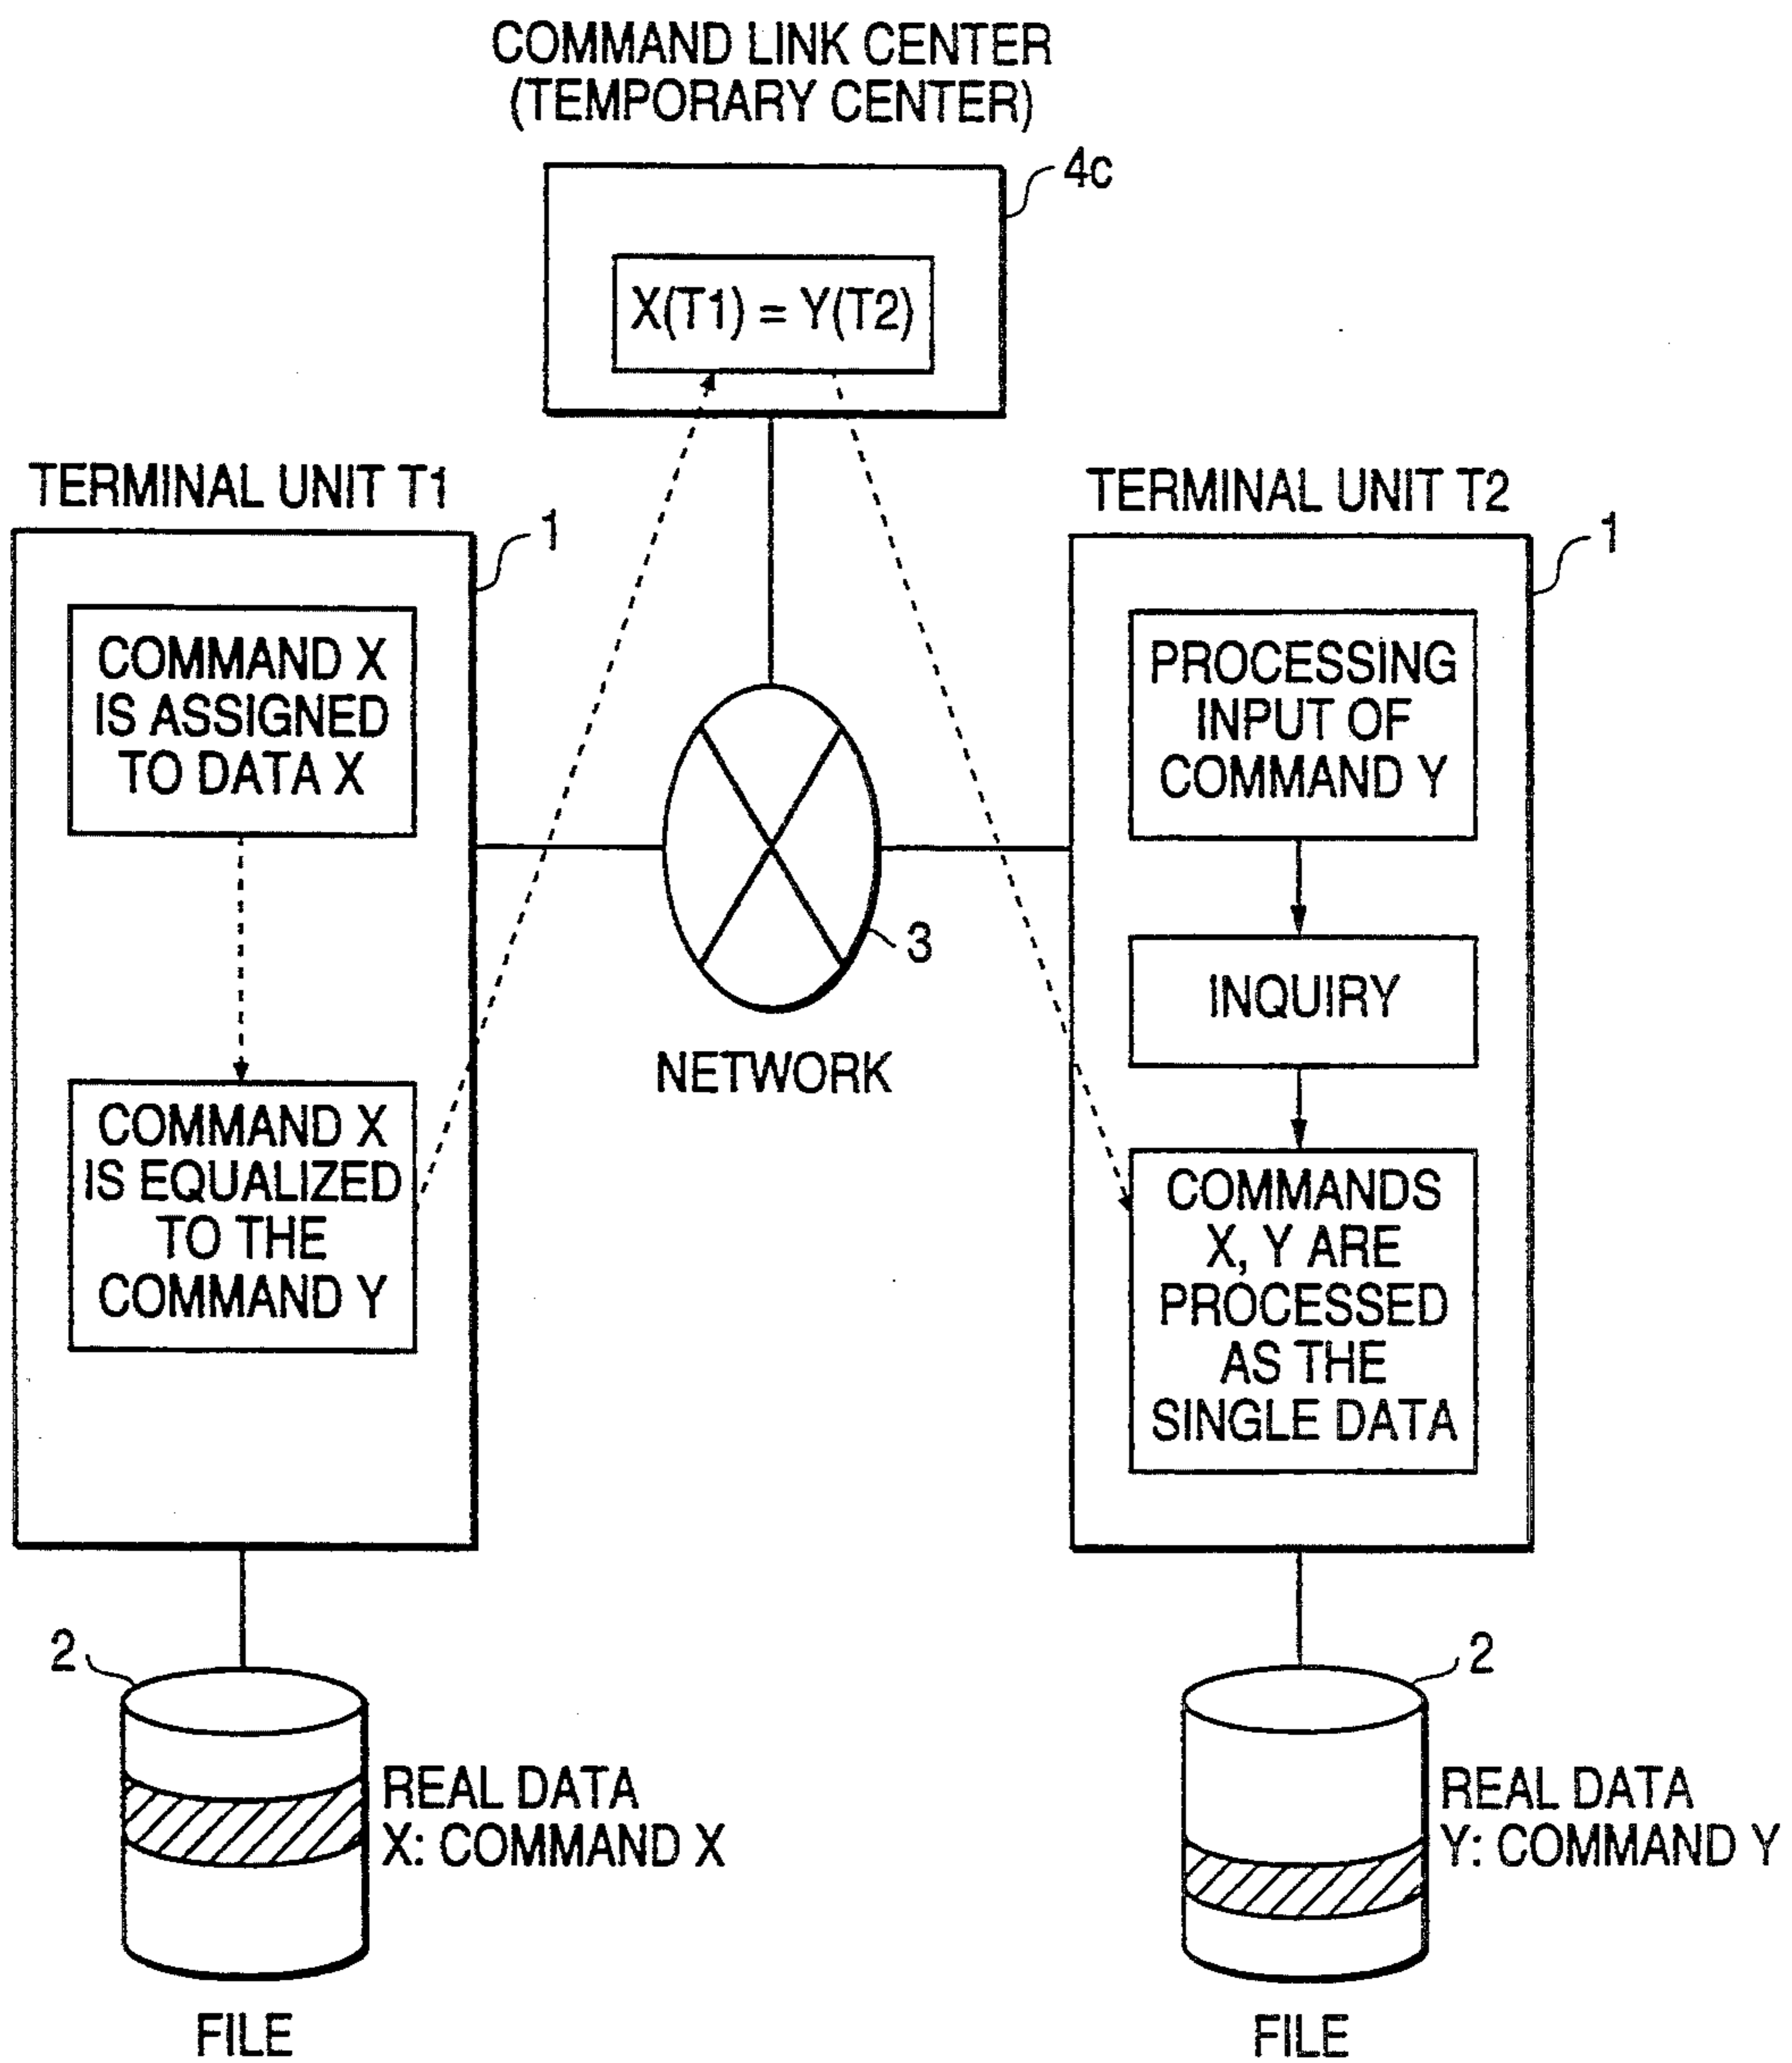 COMMAND LINK CENTER
(TEMPORARY CENTER)
4c
X(T1) = Y(T2)
TERMINAL UNIT T1
1
COMMAND X
IS ASSIGNED
TO DATA X
COMMAND X
IS EQUALIZED
TO THE
COMMAND Y
3
NETWORK
TERMINAL UNIT T2
1
PROCESSING
INPUT OF
COMMAND Y
INQUIRY
COMMANDS
X, Y ARE
PROCESSED
AS THE
SINGLE DATA
2
REAL DATA
X: COMMAND X
FILE
2
REAL DATA
Y: COMMAND Y
FILE